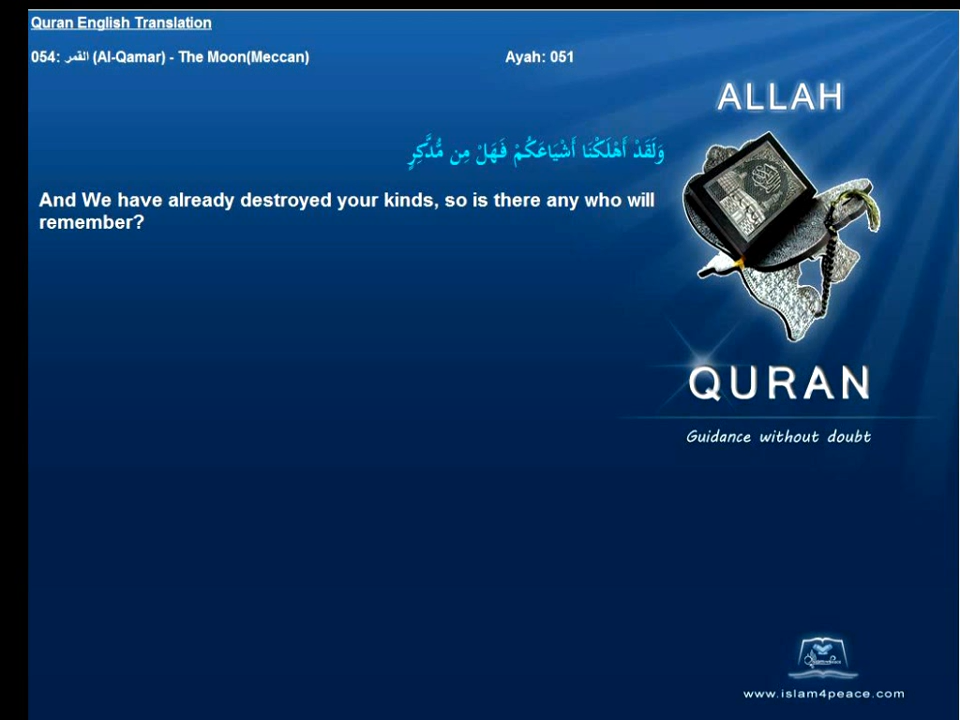 Quran English Translation
054: القمر (Al-Qamar) - The Moon(Meccan) Ayah: 051
ALLAH
وَلَقَدْ أَهْلَكْنَا أَشْيَاعَكُمْ فَهَلْ مِن مُّدَّكِرٍ
And We have already destroyed your kinds, so is there any who will
remember?
QURAN
Guidance without doubt
www.islam4peace.com